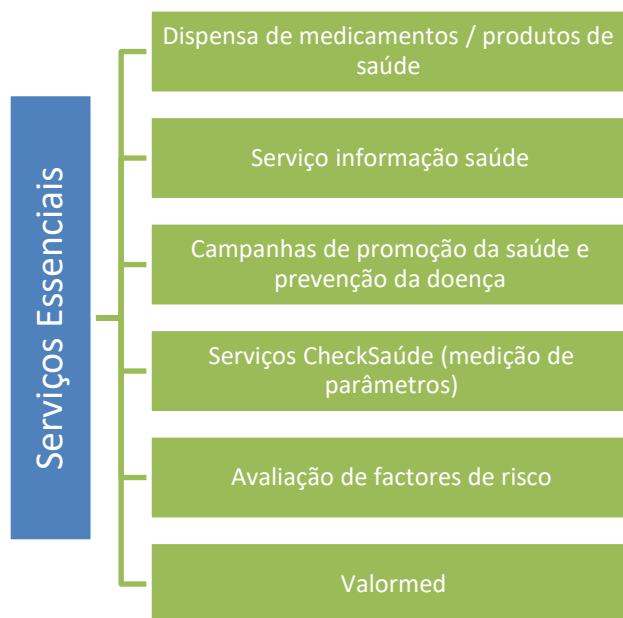 Serviços Essenciais
Dispensa de medicamentos / produtos de
saúde
Serviço informação saúde
Campanhas de promoção da saúde e
prevenção da doença
Serviços CheckSaúde (medição de
parâmetros)
Avaliação de factores de risco
Valormed